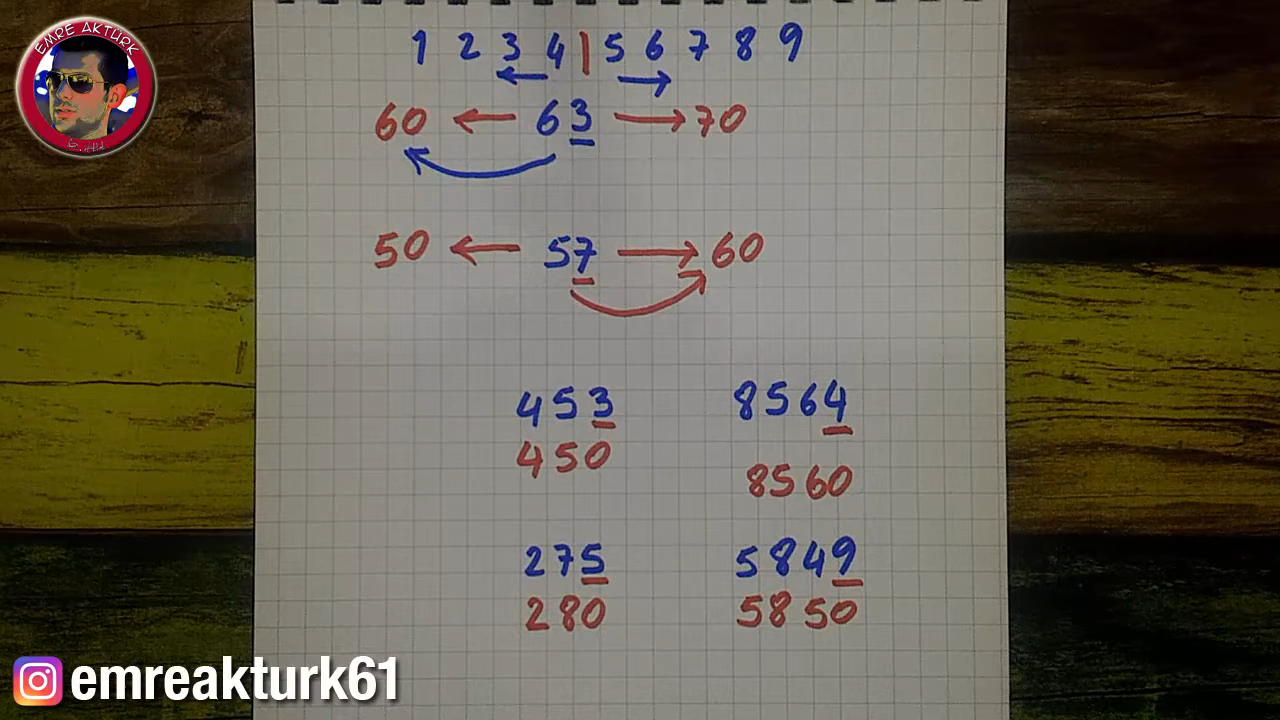 EMRE AKTÜRK
1 2 3 4 | 5 6 7 8 9
60 ← 63 → 70
50 ← 57 → 60
453 8564
450 8560
275 5849
280 5850
emreakturk61